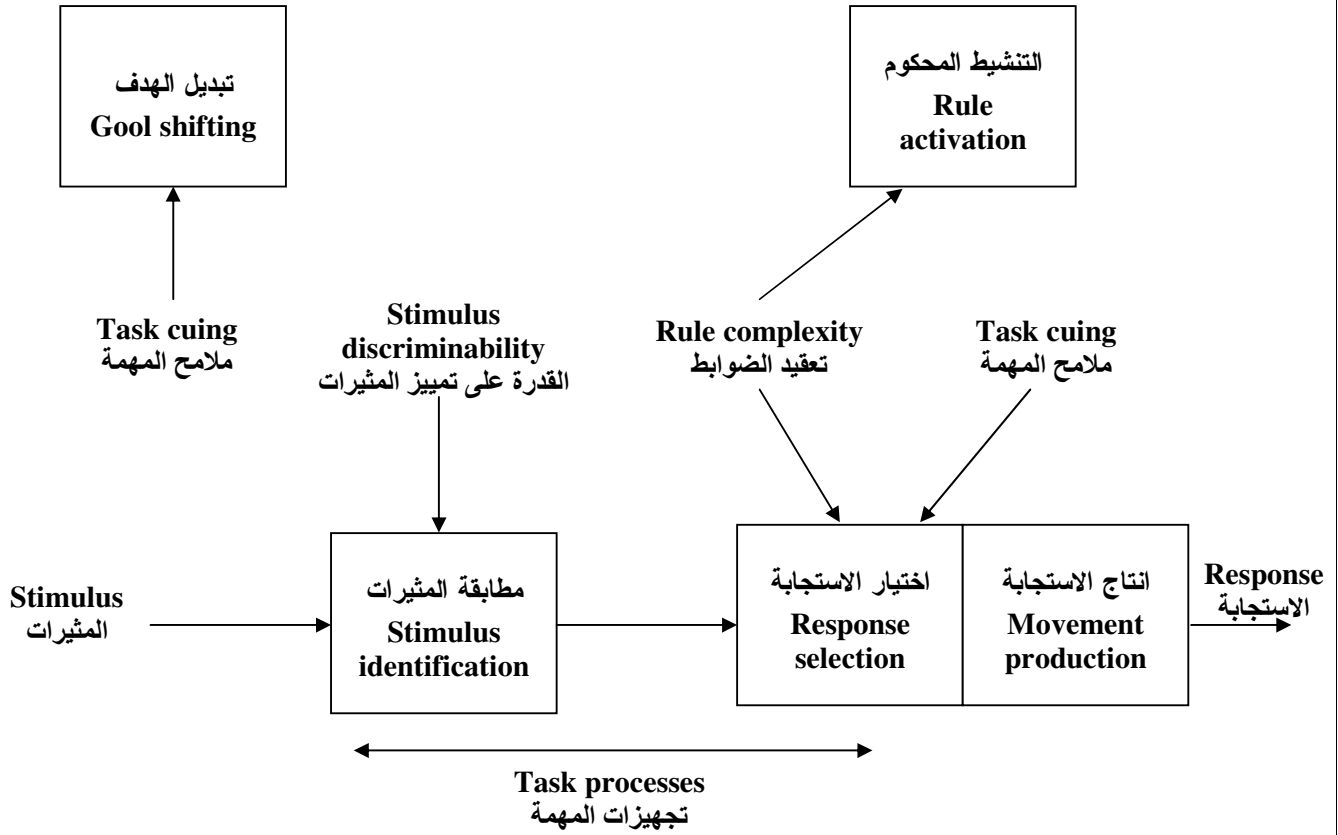 تبديل الهدف
Gool shifting
التنشيط المحكوم
Rule
activation
Task cuing
ملامح المهمة
Stimulus
discriminability
القدرة على تمييز المثيرات
Rule complexity
تعقيد الضوابط
Task cuing
ملامح المهمة
Stimulus
المثيرات
مطابقة المثيرات
Stimulus
identification
اختيار الاستجابة
Response
selection
انتاج الاستجابة
Movement
production
Response
الاستجابة
Task processes
تجهيزات المهمة